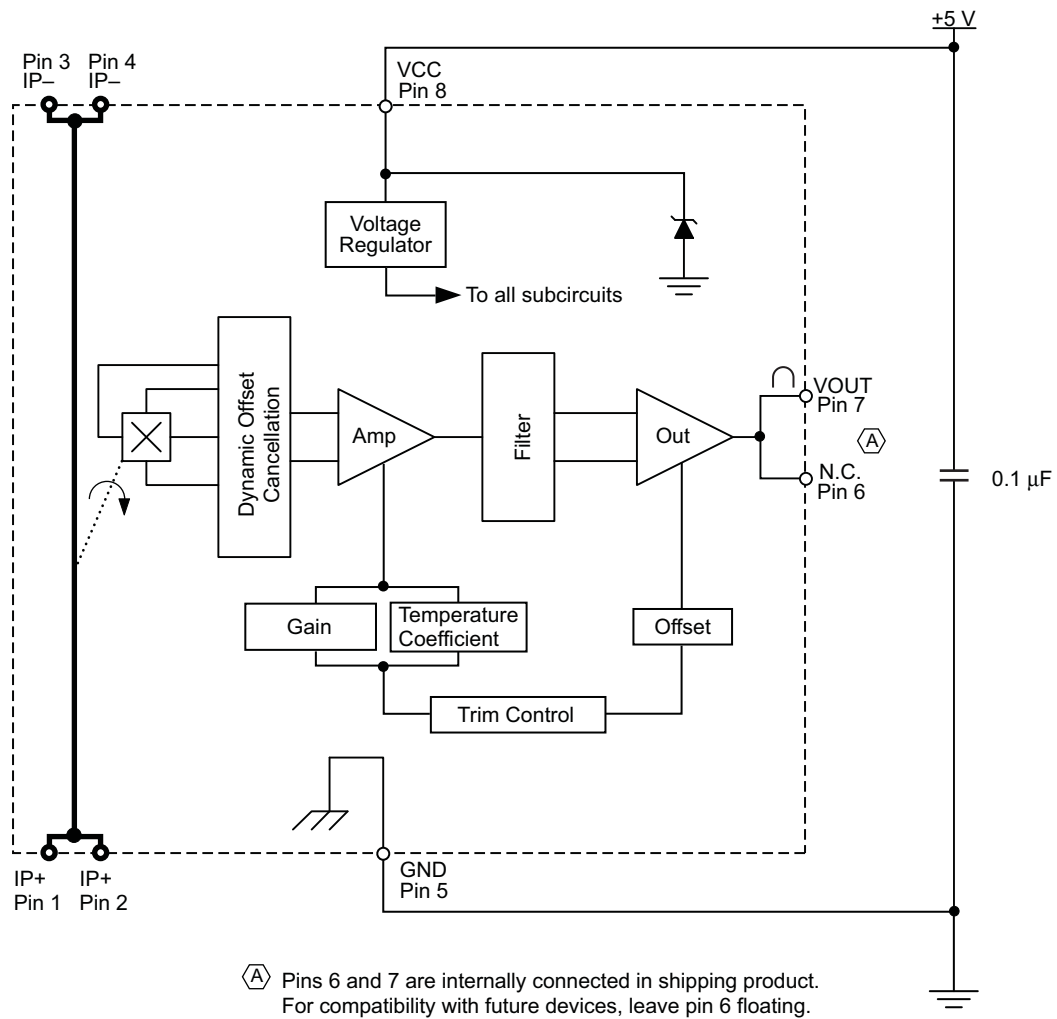 +5 V
Pin 3 Pin 4
IP– IP–
VCC
Pin 8
Voltage
Regulator
To all subcircuits
Dynamic Offset
Cancellation
Amp
Filter
Out
VOUT
Pin 7
A
N.C.
Pin 6
0.1 µF
Gain
Temperature
Coefficient
Offset
Trim Control
IP+ IP+
Pin 1 Pin 2
GND
Pin 5
A Pins 6 and 7 are internally connected in shipping product.
For compatibility with future devices, leave pin 6 floating.